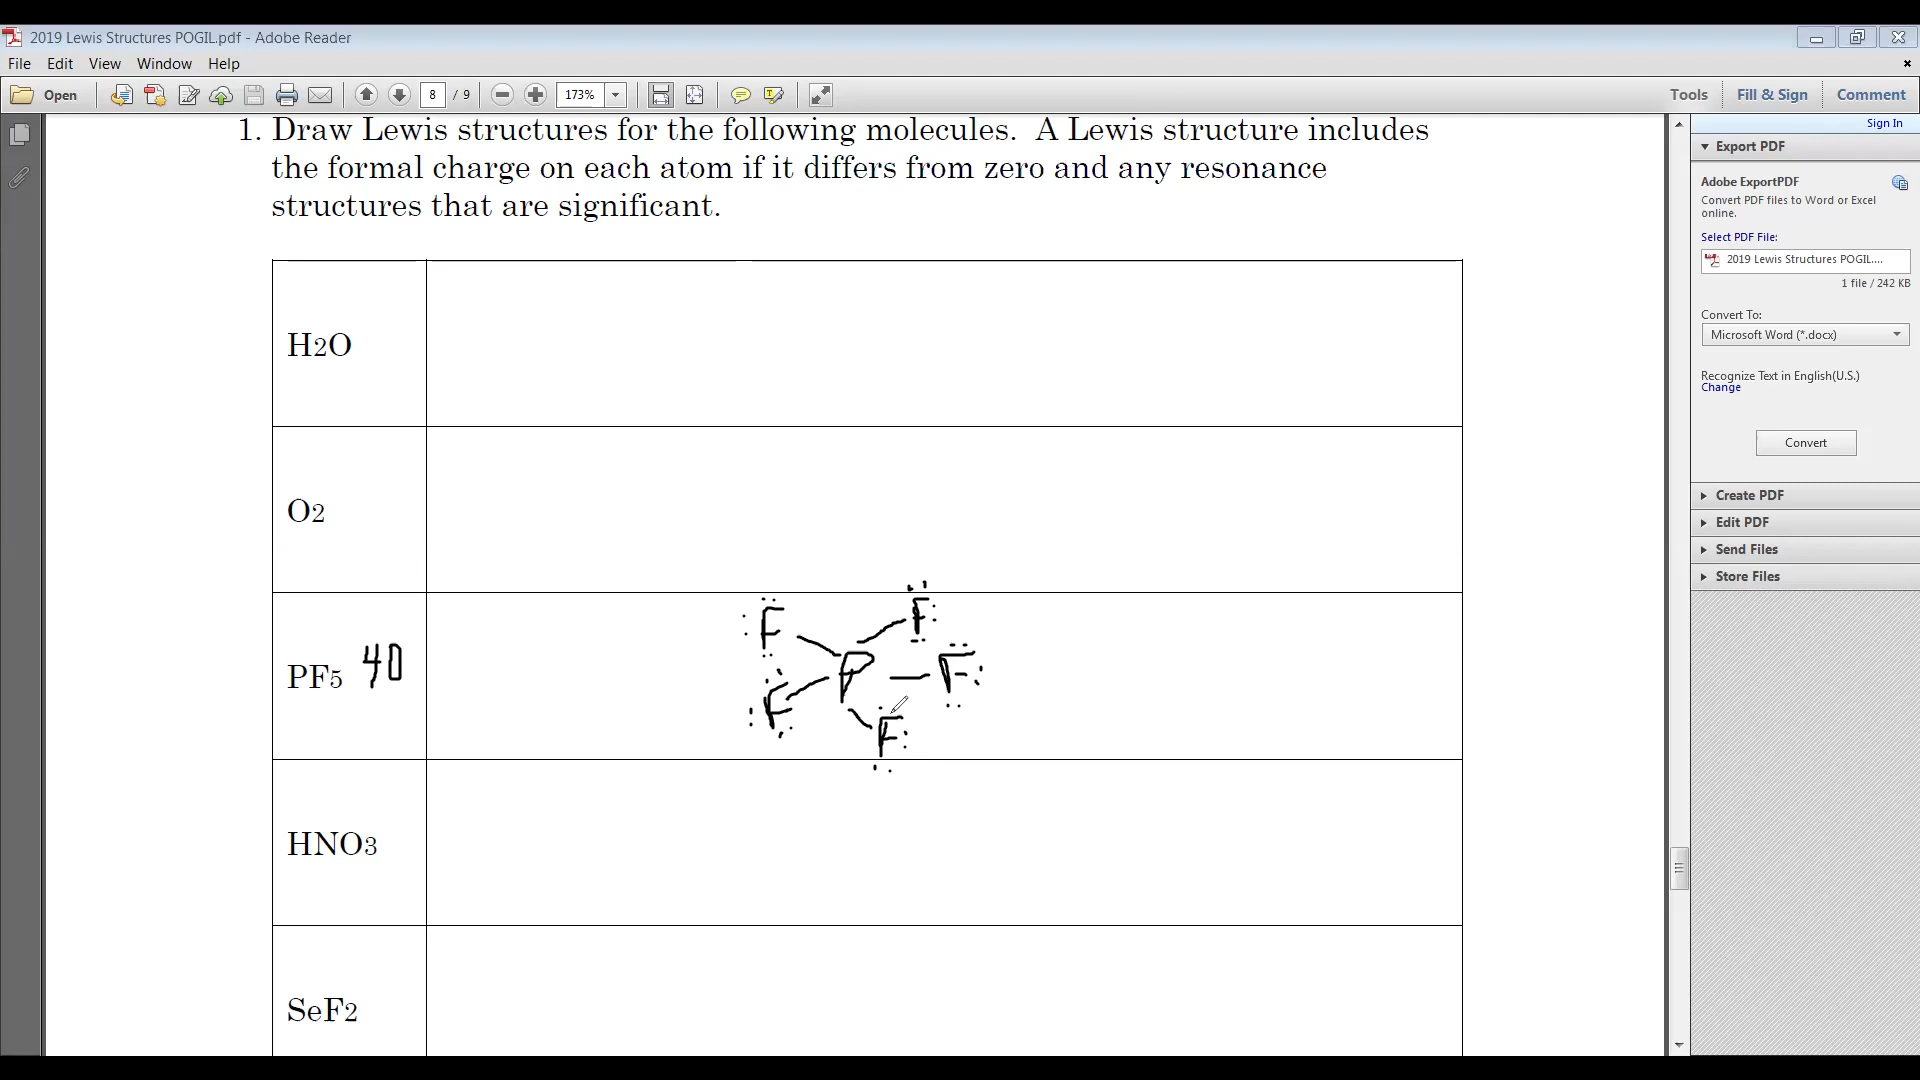 2019 Lewis Structures POGIL.pdf - Adobe Reader
File Edit View Window Help
Open 8 / 9 173% Tools Fill & Sign Comment
Sign In
Export PDF
Adobe ExportPDF
Convert PDF files to Word or Excel
online.
Select PDF File:
2019 Lewis Structures POGIL....
1 file / 242 KB
Convert To:
Microsoft Word (*.docx)
Recognize Text in English(U.S.)
Change
Convert
Create PDF
Edit PDF
Send Files
Store Files
1. Draw Lewis structures for the following molecules. A Lewis structure includes
the formal charge on each atom if it differs from zero and any resonance
structures that are significant.
H2O
O2
PF5 40
F F
P F
F F
HNO3
SeF2